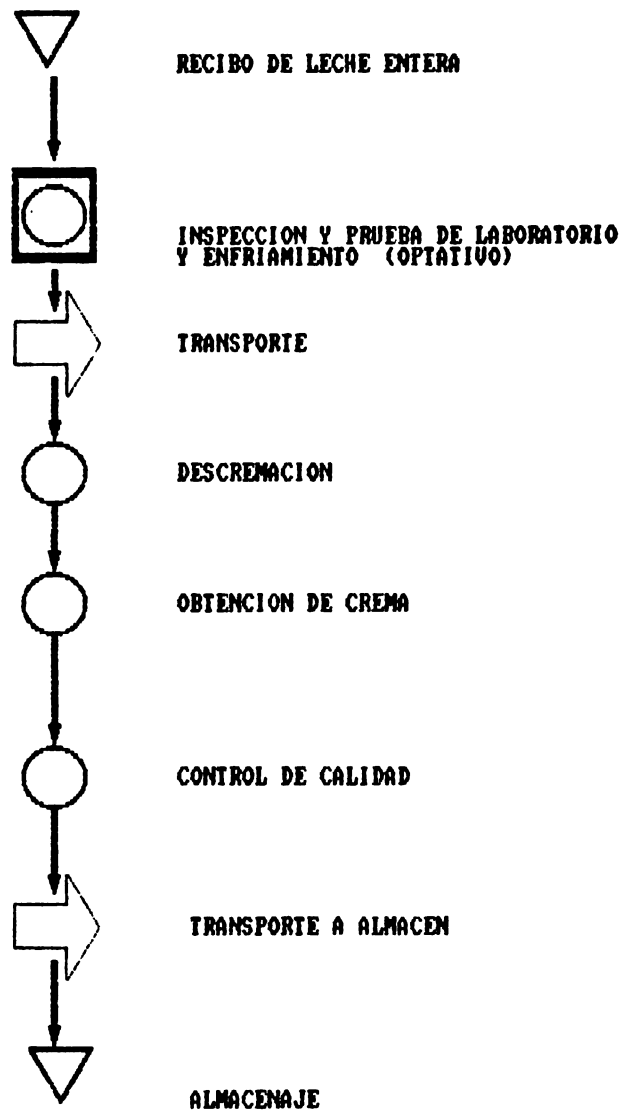 RECIBO DE LECHE ENTERA
INSPECCION Y PRUEBA DE LABORATORIO
Y ENFRIAMIENTO (OPTATIVO)
TRANSPORTE
DESCREMACION
OBTENCION DE CREMA
CONTROL DE CALIDAD
TRANSPORTE A ALMACEN
ALMACENAJE